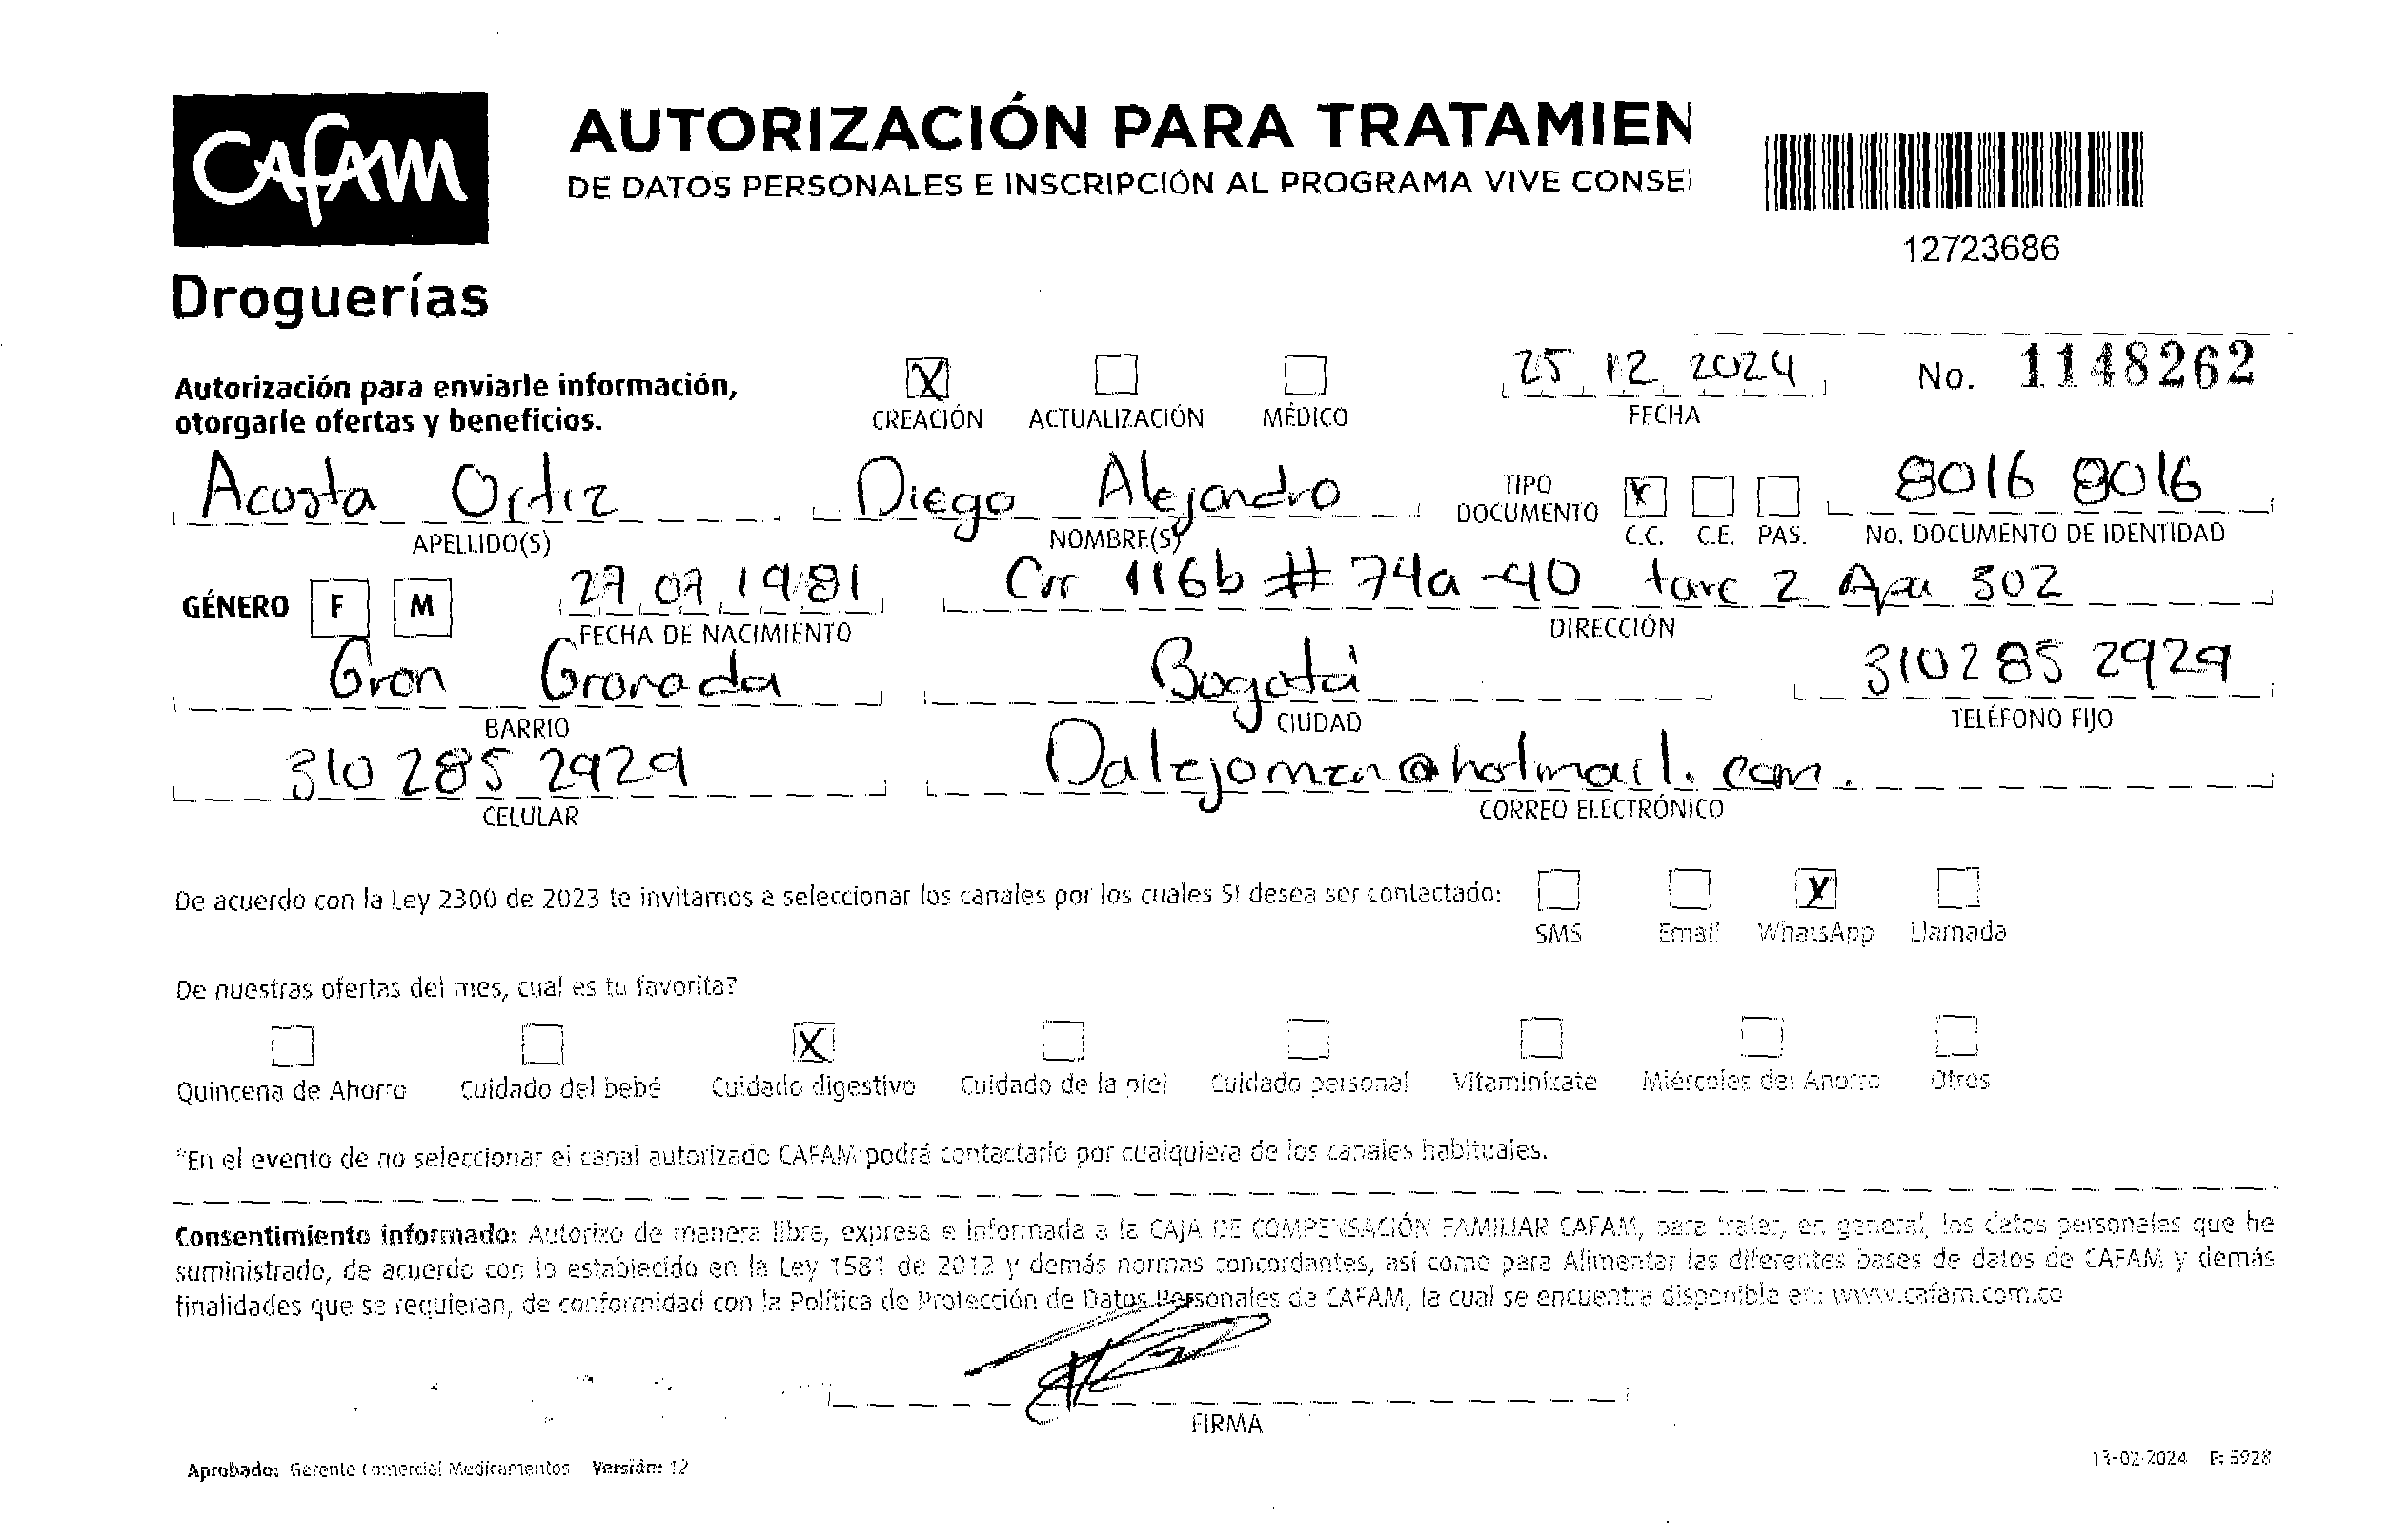 CAFAM
Droguerías
AUTORIZACIÓN PARA TRATAMIEN
DE DATOS PERSONALES E INSCRIPCIÓN AL PROGRAMA VIVE CONSE
12723686
Autorización para enviarle información,
otorgarle ofertas y beneficios.
X CREACIÓN ACTUALIZACIÓN MÉDICO
25 12 2024
FECHA
No. 1148262
Acosta Ortiz Diego Alejandro TIPO DOCUMENTO X C.C. C.E. PAS. 8016 8016
APELLIDO(S) NOMBRE(S) No. DOCUMENTO DE IDENTIDAD
GÉNERO F M 27 07 1981 Crr 116b # 74a -40 torre 2 Apa 302
FECHA DE NACIMIENTO DIRECCIÓN
Gran Granada Bogotá 310285 2929
BARRIO CIUDAD TELÉFONO FIJO
310 285 2929 Dalejomen@hotmail.com.
CELULAR CORREO ELECTRÓNICO
De acuerdo con la Ley 2300 de 2023 te invitamos a seleccionar los canales por los cuales SI desea ser contactado: X
SMS Email WhatsApp Llamada
De nuestras ofertas del mes, cual es tu favorita?
X
Quincena de Ahorro Cuidado del bebé Cuidado digestivo Cuidado de la piel Cuidado personal Vitaminízate Miércoles del Ahorro Otros
*En el evento de no seleccionar el canal autorizado CAFAM podrá contactarlo por cualquiera de los canales habituales.
Consentimiento informado: Autorizo de manera libre, expresa e informada a la CAJA DE COMPENSACIÓN FAMILIAR CAFAM, para tratar, en general, los datos personales que he
suministrado, de acuerdo con lo establecido en la Ley 1581 de 2012 y demás normas concordantes, así como para Alimentar las diferentes bases de datos de CAFAM y demás
finalidades que se requieran, de conformidad con la Política de Protección de Datos Personales de CAFAM, la cual se encuentra disponible en: www.cafam.com.co
FIRMA
Aprobado: Gerente Comercial Medicamentos Versión: 12
13-02-2024 F: 5928